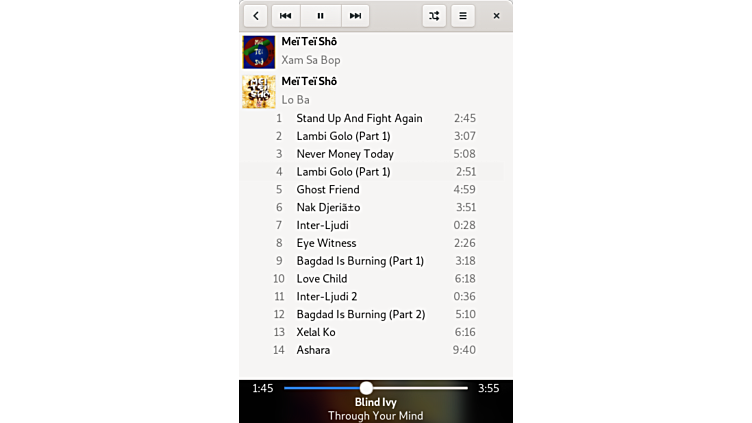 Meï Teï Shô
Xam Sa Bop
Meï Teï Shô
Lo Ba
1 Stand Up And Fight Again 2:45
2 Lambi Golo (Part 1) 3:07
3 Never Money Today 5:08
4 Lambi Golo (Part 1) 2:51
5 Ghost Friend 4:59
6 Nak Djeriã±o 3:51
7 Inter-Ljudi 0:28
8 Eye Witness 2:26
9 Bagdad Is Burning (Part 1) 3:18
10 Love Child 6:18
11 Inter-Ljudi 2 0:36
12 Bagdad Is Burning (Part 2) 5:10
13 Xelal Ko 6:16
14 Ashara 9:40
1:45 3:55
Blind Ivy
Through Your Mind